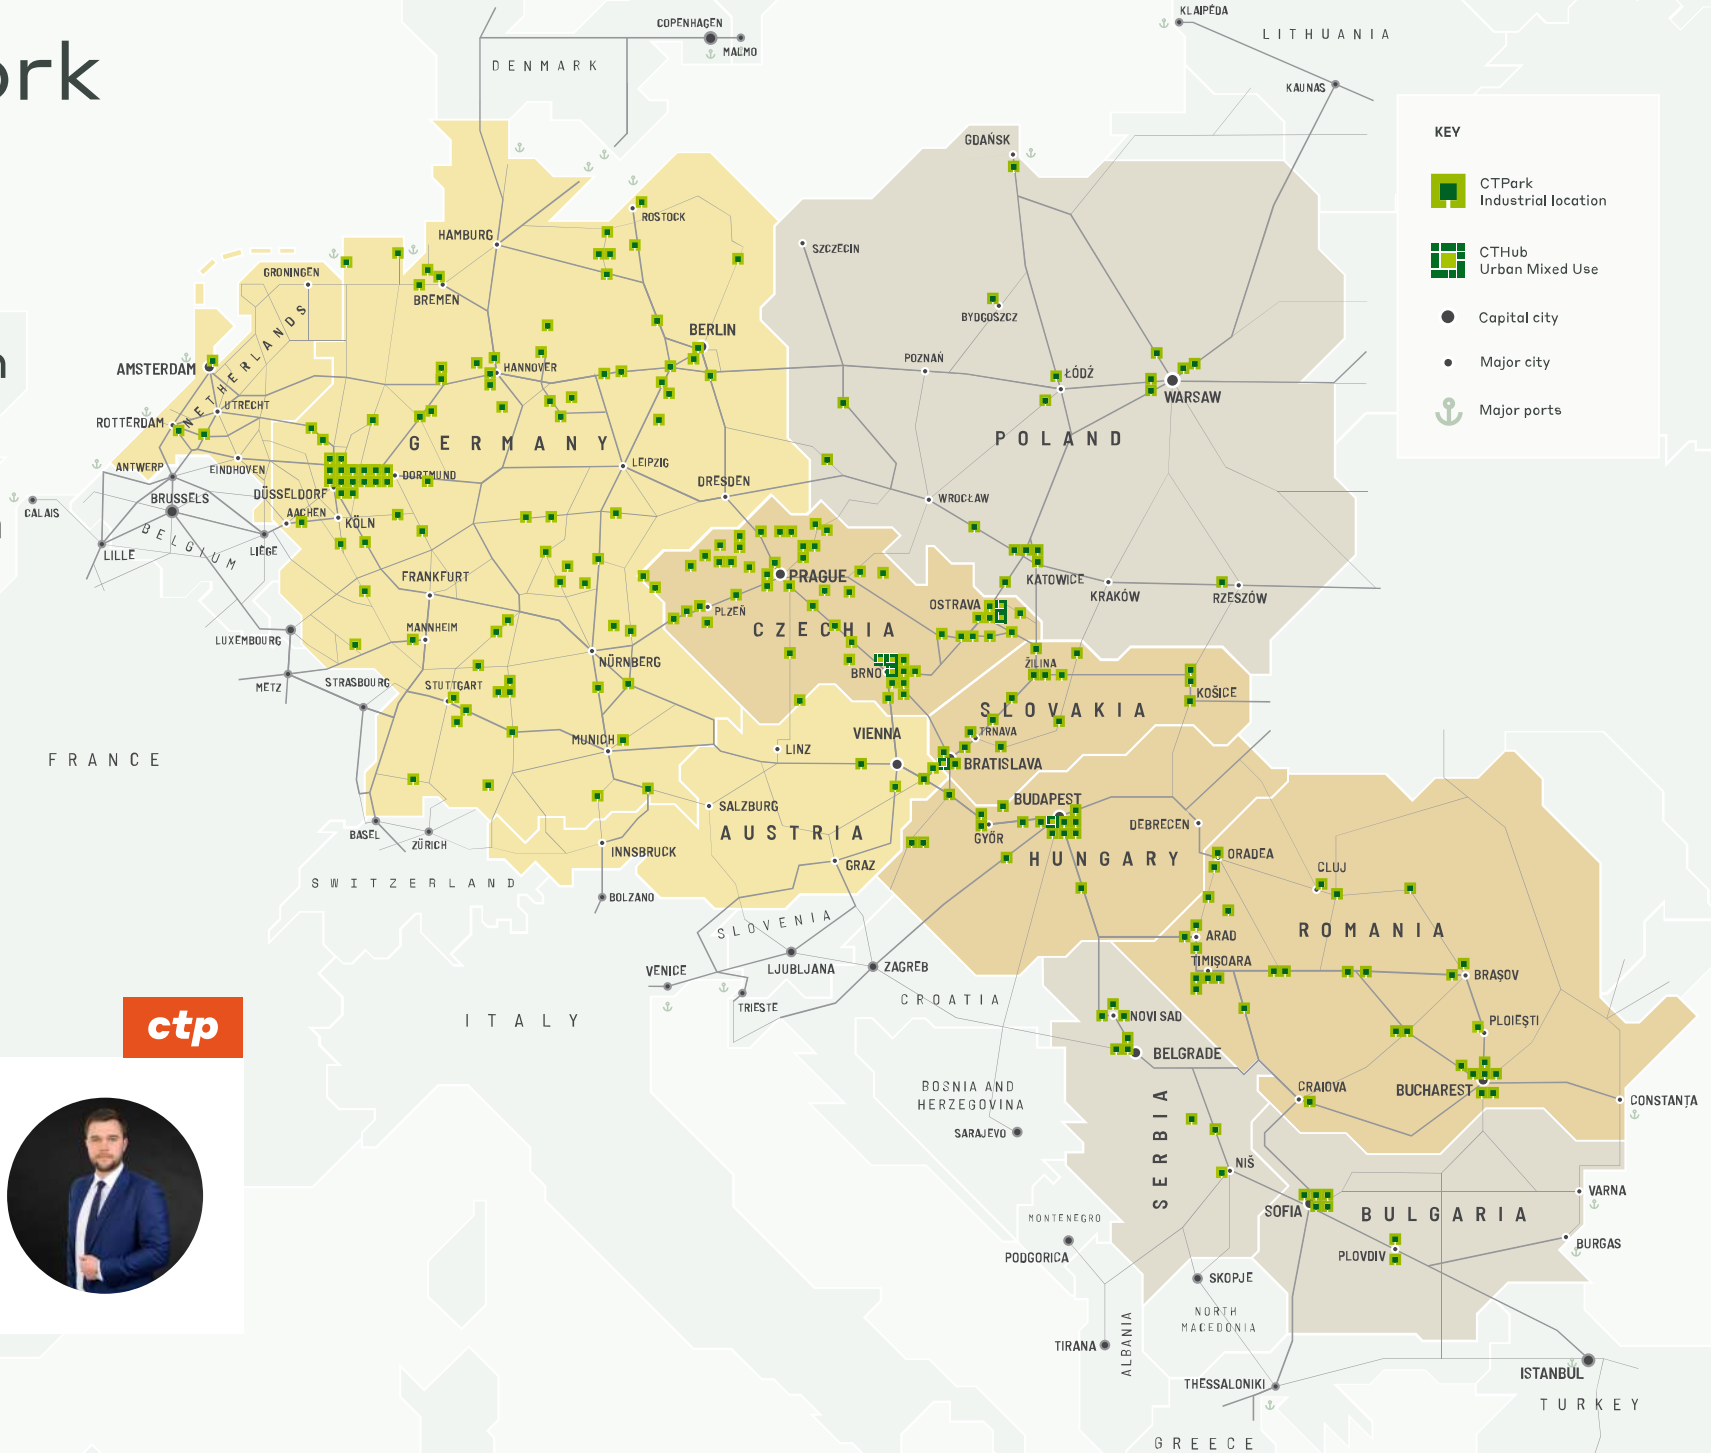 ork
KLAIPĖDA
COPENHAGEN
LITHUANIA
MALMO
DENMARK
KAUNAS
KEY
GDAŃSK
CTPark
Industrial location
ROSTOCK
HAMBURG
SZCZECIN
CTHub
Urban Mixed Use
GRONINGEN
BREMEN
BYDGOSZCZ
Capital city
NETHERLANDS
BERLIN
n
AMSTERDAM
HANNOVER
POZNAŃ
ŁÓDŹ
Major city
UTRECHT
WARSAW
Major ports
ROTTERDAM
GERMANY
POLAND
ANTWERP
EINDHOVEN
DORTMUND
LEIPZIG
DRESDEN
CALAIS
BRUSSELS
DÜSSELDORF
WROCŁAW
AACHEN
KÖLN
BELGIUM
LILLE
LIÈGE
FRANKFURT
PRAGUE
KATOWICE
KRAKÓW
RZESZÓW
OSTRAVA
PLZEŇ
LUXEMBOURG
MANNHEIM
CZECHIA
NÜRNBERG
ŽILINA
BRNO
METZ
STRASBOURG
STUTTGART
KOŠICE
SLOVAKIA
FRANCE
MUNICH
LINZ
VIENNA
TRNAVA
BRATISLAVA
SALZBURG
BUDAPEST
BASEL
ZÜRICH
AUSTRIA
GYŐR
DEBRECEN
INNSBRUCK
GRAZ
HUNGARY
ORADEA
CLUJ
SWITZERLAND
BOLZANO
SLOVENIA
ARAD
ROMANIA
VENICE
LJUBLJANA
ZAGREB
TIMIȘOARA
BRAȘOV
TRIESTE
CROATIA
ctp
ITALY
NOVI SAD
PLOIEȘTI
BELGRADE
BOSNIA AND
HERZEGOVINA
CRAIOVA
BUCHAREST
CONSTANȚA
SARAJEVO
SERBIA
NIŠ
VARNA
SOFIA
BULGARIA
MONTENEGRO
PODGORICA
PLOVDIV
BURGAS
SKOPJE
NORTH
MACEDONIA
TIRANA
ALBANIA
ISTANBUL
THESSALONIKI
TURKEY
GREECE